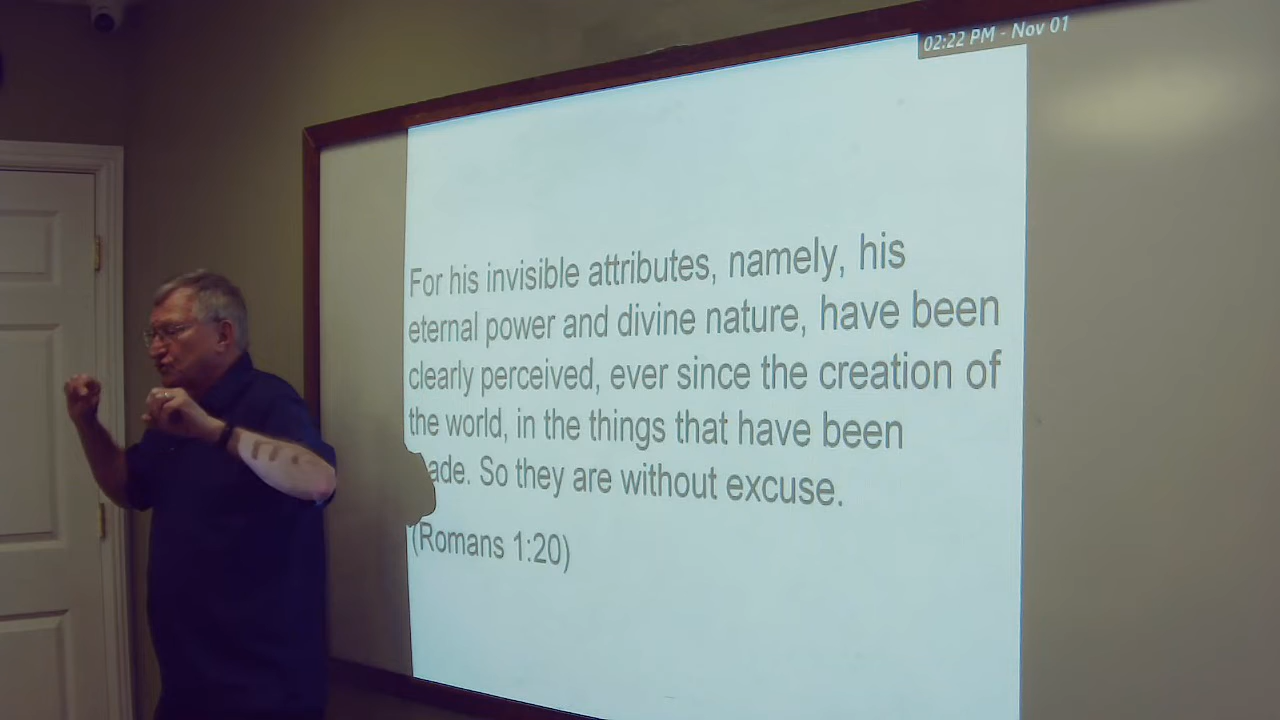 02:22 PM - Nov 01
For his invisible attributes, namely, his
eternal power and divine nature, have been
clearly perceived, ever since the creation of
the world, in the things that have been
ade. So they are without excuse.
(Romans 1:20)